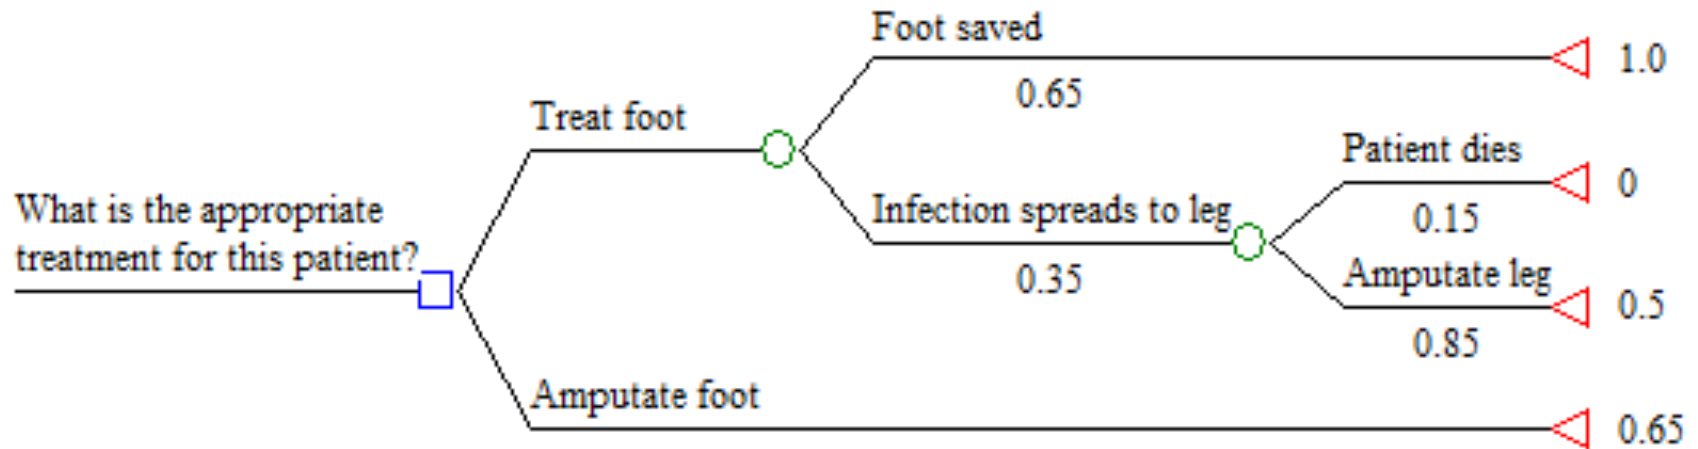 Foot saved
1.0
0.65
Treat foot
Patient dies
0
0.15
What is the appropriate
treatment for this patient?
Infection spreads to leg
0.35
Amputate leg
0.5
0.85
Amputate foot
0.65